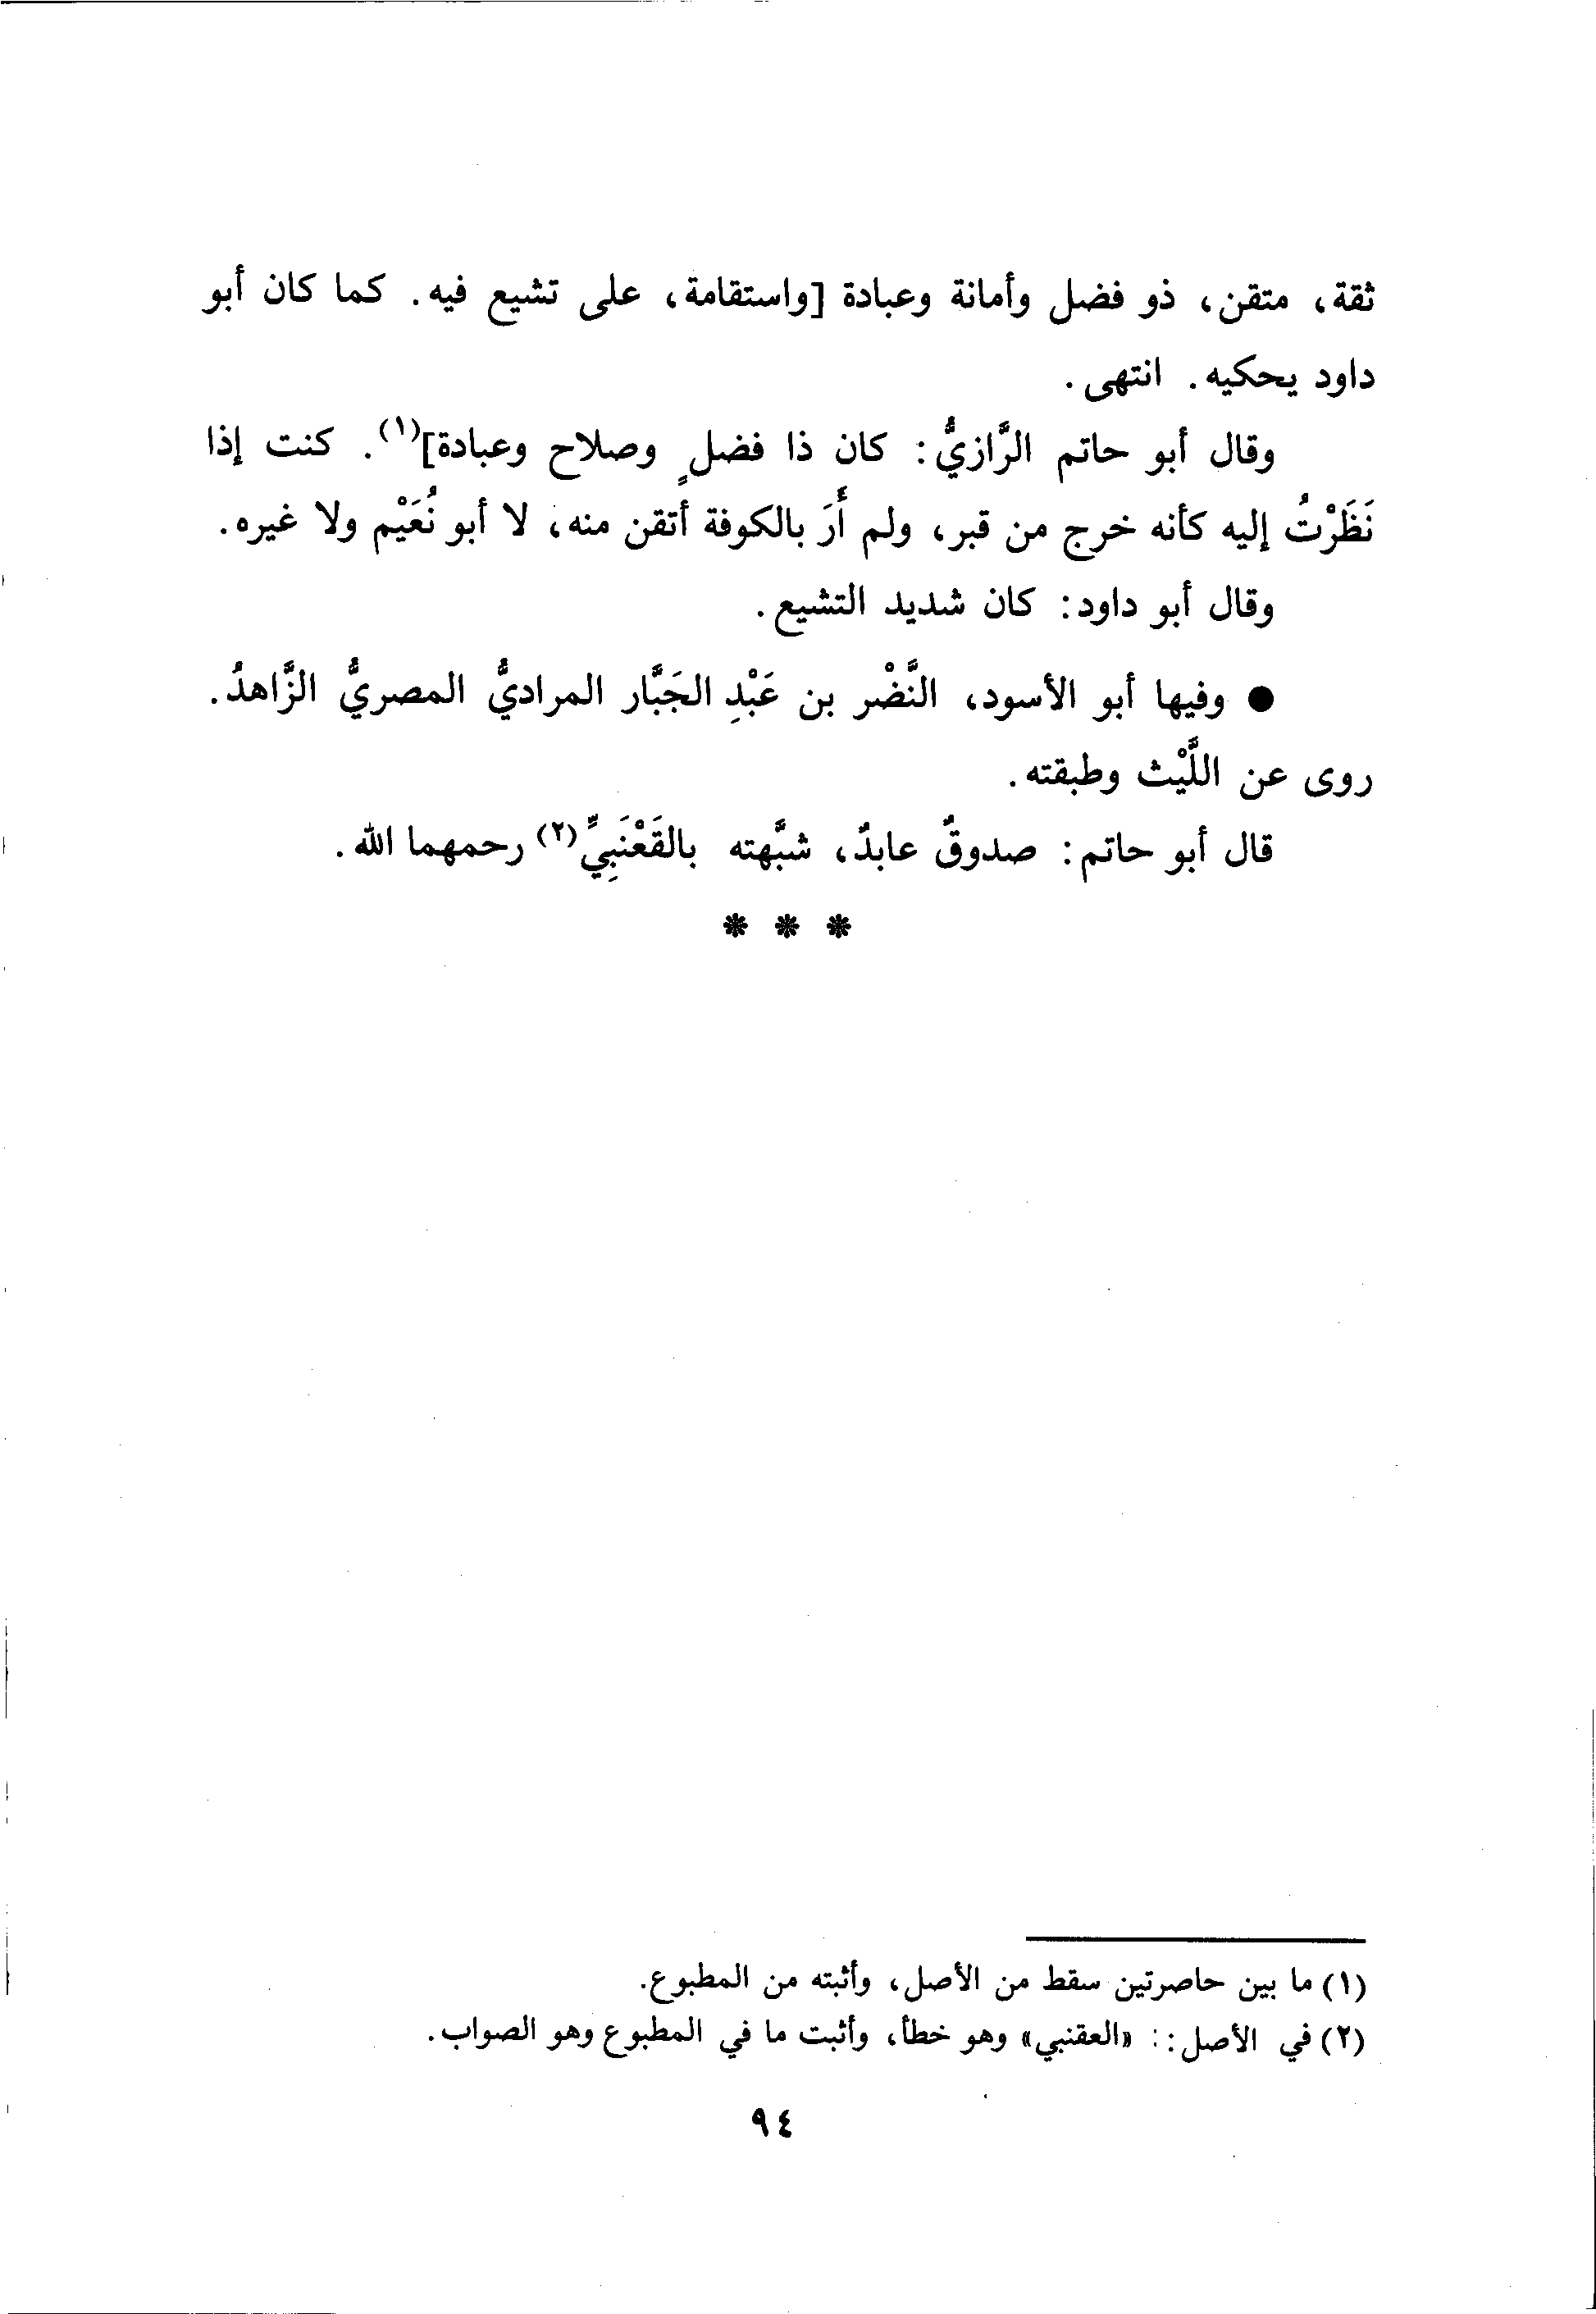 ثقة، متقن، ذو فضل وأمانة وعبادة [واستقامة، على تشيع فيه. كما كان أبو
داود يحكيه. انتهى.
وقال أبو حاتم الرَّازيُّ: كان ذا فضلٍ وصلاح وعبادة](١). كنت إذا
نَظَرْتُ إليه كأنه خرج من قبر، ولم أَرَ بالكوفة أتقن منه، لا أبو نُعَيْم ولا غيره.
وقال أبو داود: كان شديد التشيع.
● وفيها أبو الأسود، النَّضْر بن عَبْدِ الجَبَّار المراديُّ المصريُّ الزَّاهدُ.
روى عن اللَّيْث وطبقته.
قال أبو حاتم: صدوقٌ عابدٌ، شبَّهته بالقَعْنَبِيِّ(٢) رحمهما الله.
* * *
(١) ما بين حاصرتين سقط من الأصل، وأثبته من المطبوع.
(٢) في الأصل: : «العقنبي» وهو خطأ، وأثبت ما في المطبوع وهو الصواب.
٩٤